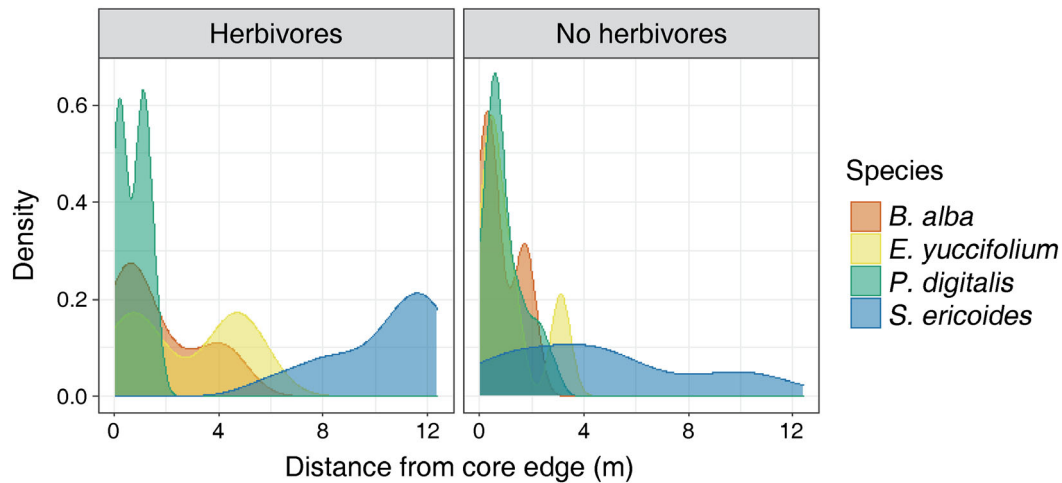 Herbivores
No herbivores
Density
0.6
0.4
0.2
0.0
0 4 8 12
0 4 8 12
Distance from core edge (m)
Species
B. alba
E. yuccifolium
P. digitalis
S. ericoides